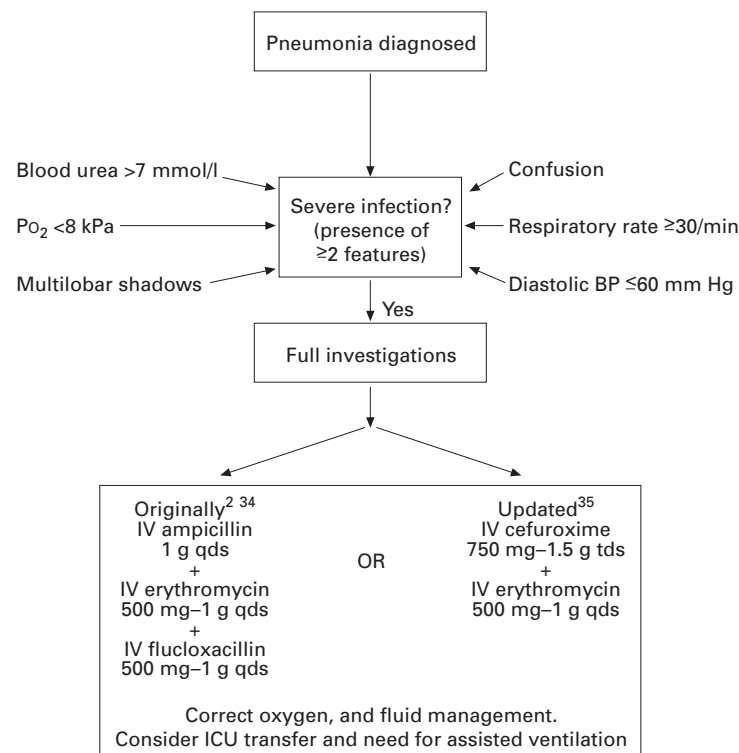 Pneumonia diagnosed
Blood urea >7 mmol/l
PO₂ <8 kPa
Multilobar shadows
Severe infection?
(presence of
≥2 features)
Confusion
Respiratory rate ≥30/min
Diastolic BP ≤60 mm Hg
Yes
Full investigations
Originally² ³⁴
IV ampicillin
1 g qds
+
IV erythromycin
500 mg–1 g qds
+
IV flucloxacillin
500 mg–1 g qds
OR
Updated³⁵
IV cefuroxime
750 mg–1.5 g tds
+
IV erythromycin
500 mg–1 g qds
Correct oxygen, and fluid management.
Consider ICU transfer and need for assisted ventilation